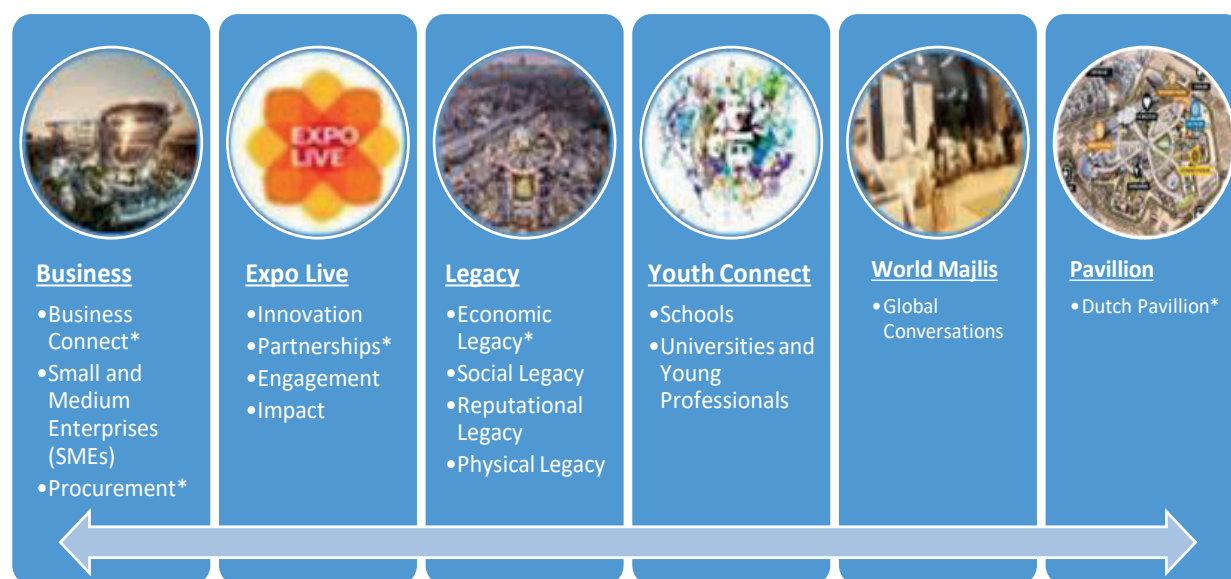 EXPO
LIVE
Business
•Business
Connect*
•Small and
Medium
Enterprises
(SMEs)
•Procurement*
Expo Live
•Innovation
•Partnerships*
•Engagement
•Impact
Legacy
•Economic
Legacy*
•Social Legacy
•Reputational
Legacy
•Physical Legacy
Youth Connect
•Schools
•Universities and
Young
Professionals
World Majlis
•Global
Conversations
Pavillion
•Dutch Pavillion*